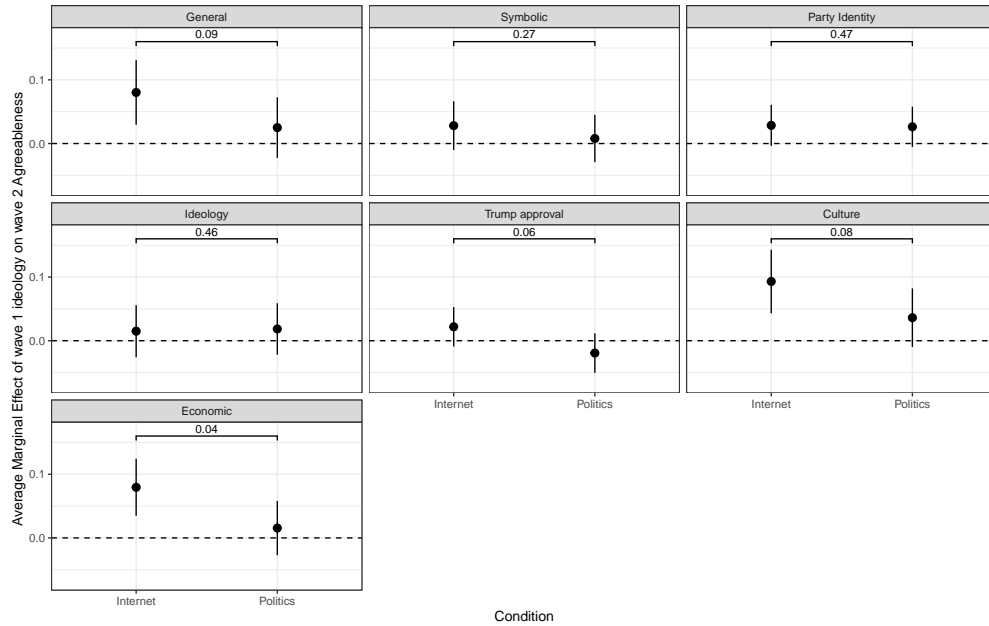 General
Symbolic
Party Identity
0.09
0.27
0.47
0.1
0.0
Ideology
Trump approval
Culture
0.46
0.06
0.08
0.1
0.0
Internet
Politics
Internet
Politics
Economic
0.04
0.1
0.0
Internet
Politics
Condition
Average Marginal Effect of wave 1 ideology on wave 2 Agreeableness